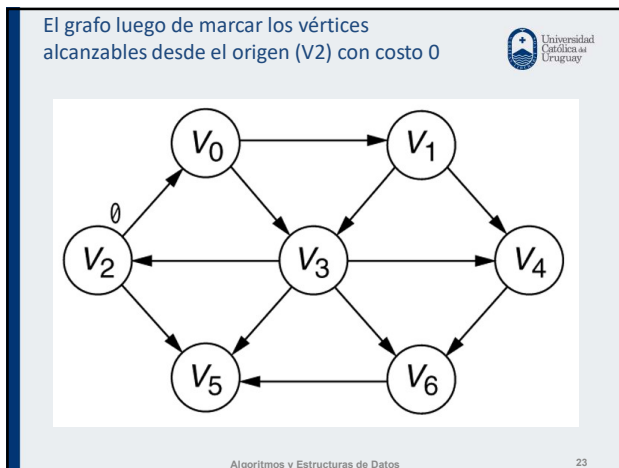 El grafo luego de marcar los vértices
alcanzables desde el origen (V2) con costo 0
Universidad
Católica del
Uruguay
V0
V1
0
V2
V3
V4
V5
V6
Algoritmos y Estructuras de Datos
23